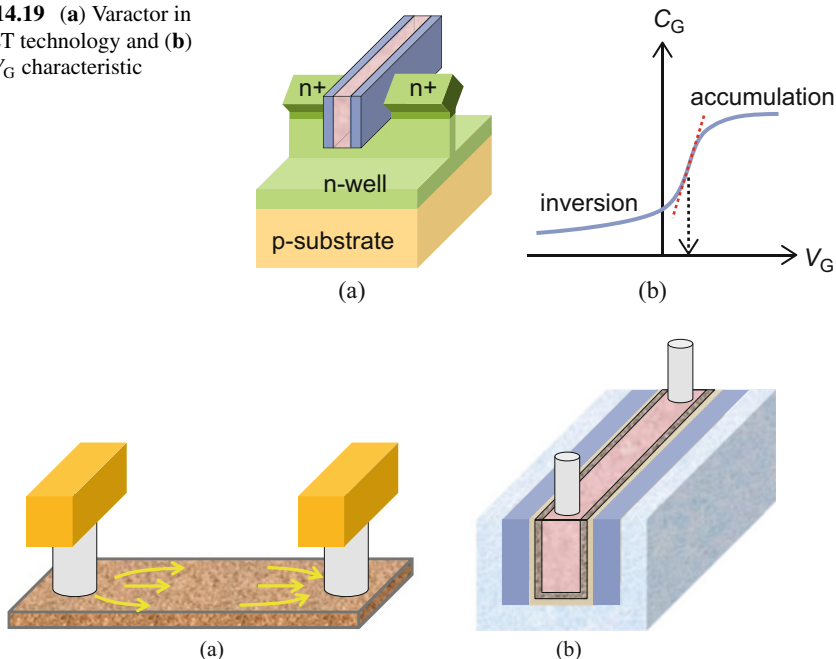 14.19 (a) Varactor in
T technology and (b)
V_G characteristic
n+
n+
n-well
p-substrate
(a)
C_G
accumulation
inversion
V_G
(b)
(a)
(b)